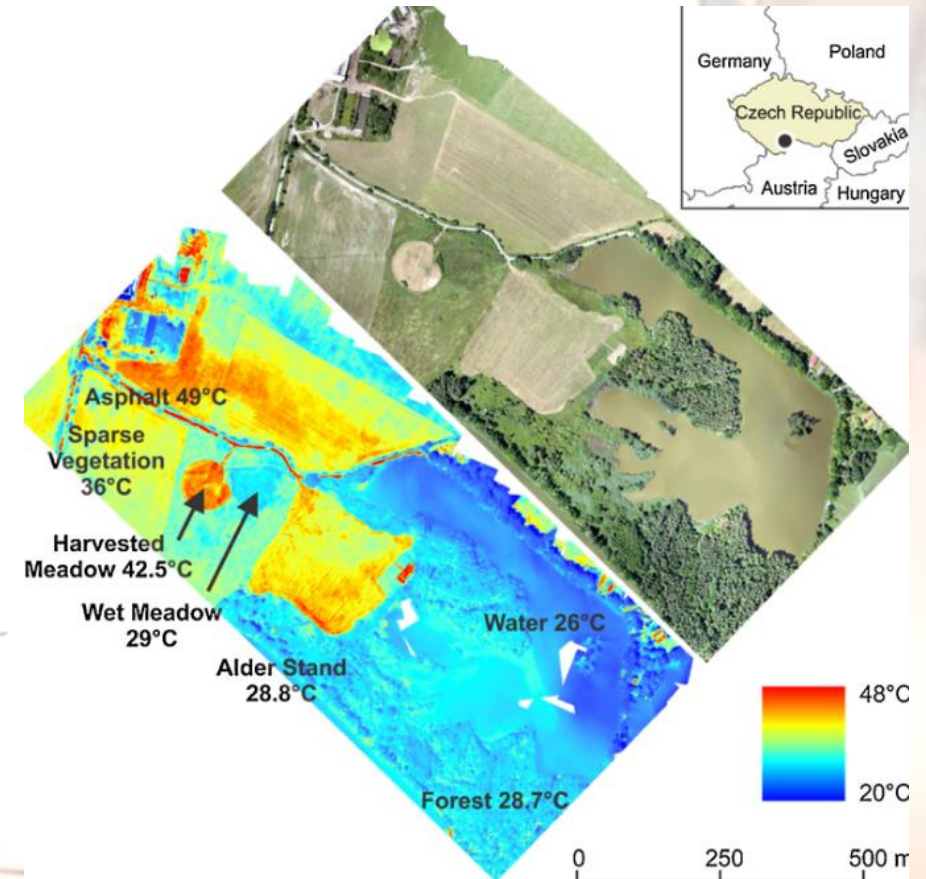 Germany
Poland
Czech Republic
Slovakia
Austria
Hungary
Asphalt 49°C
Sparse
Vegetation
36°C
Harvested
Meadow 42.5°C
Wet Meadow
29°C
Alder Stand
28.8°C
Water 26°C
Forest 28.7°C
48°C
20°C
0 250 500 m